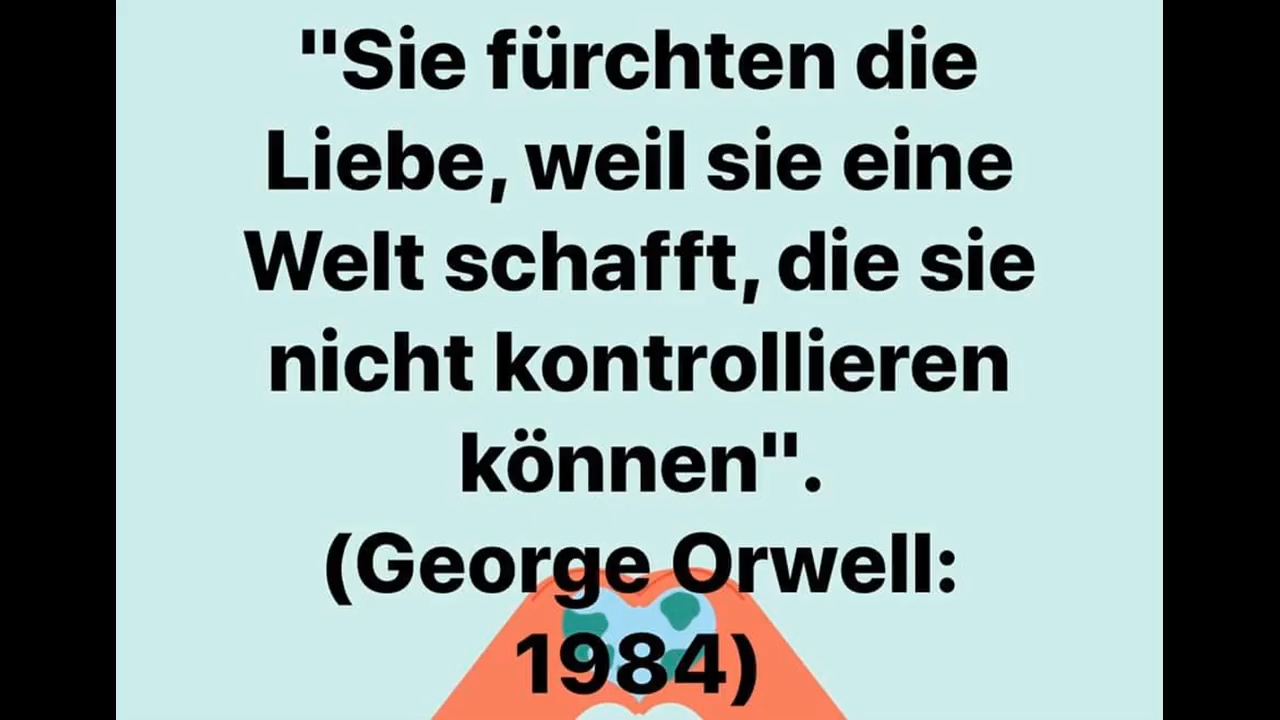 "Sie fürchten die
Liebe, weil sie eine
Welt schafft, die sie
nicht kontrollieren
können".
(George Orwell:
1984)